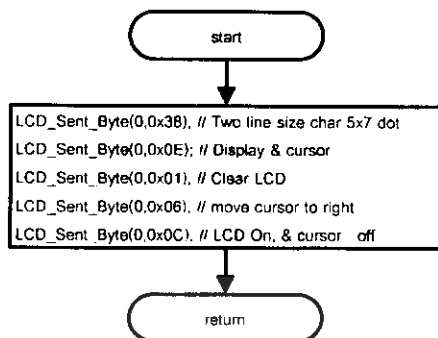 start
LCD_Sent_Byte(0,0x38), // Two line size char 5x7 dot
LCD_Sent_Byte(0,0x0E); // Display & cursor
LCD_Sent_Byte(0,0x01), // Clear LCD
LCD_Sent_Byte(0,0x06), // move cursor to right
LCD_Sent_Byte(0,0x0C), // LCD On, & cursor off
return